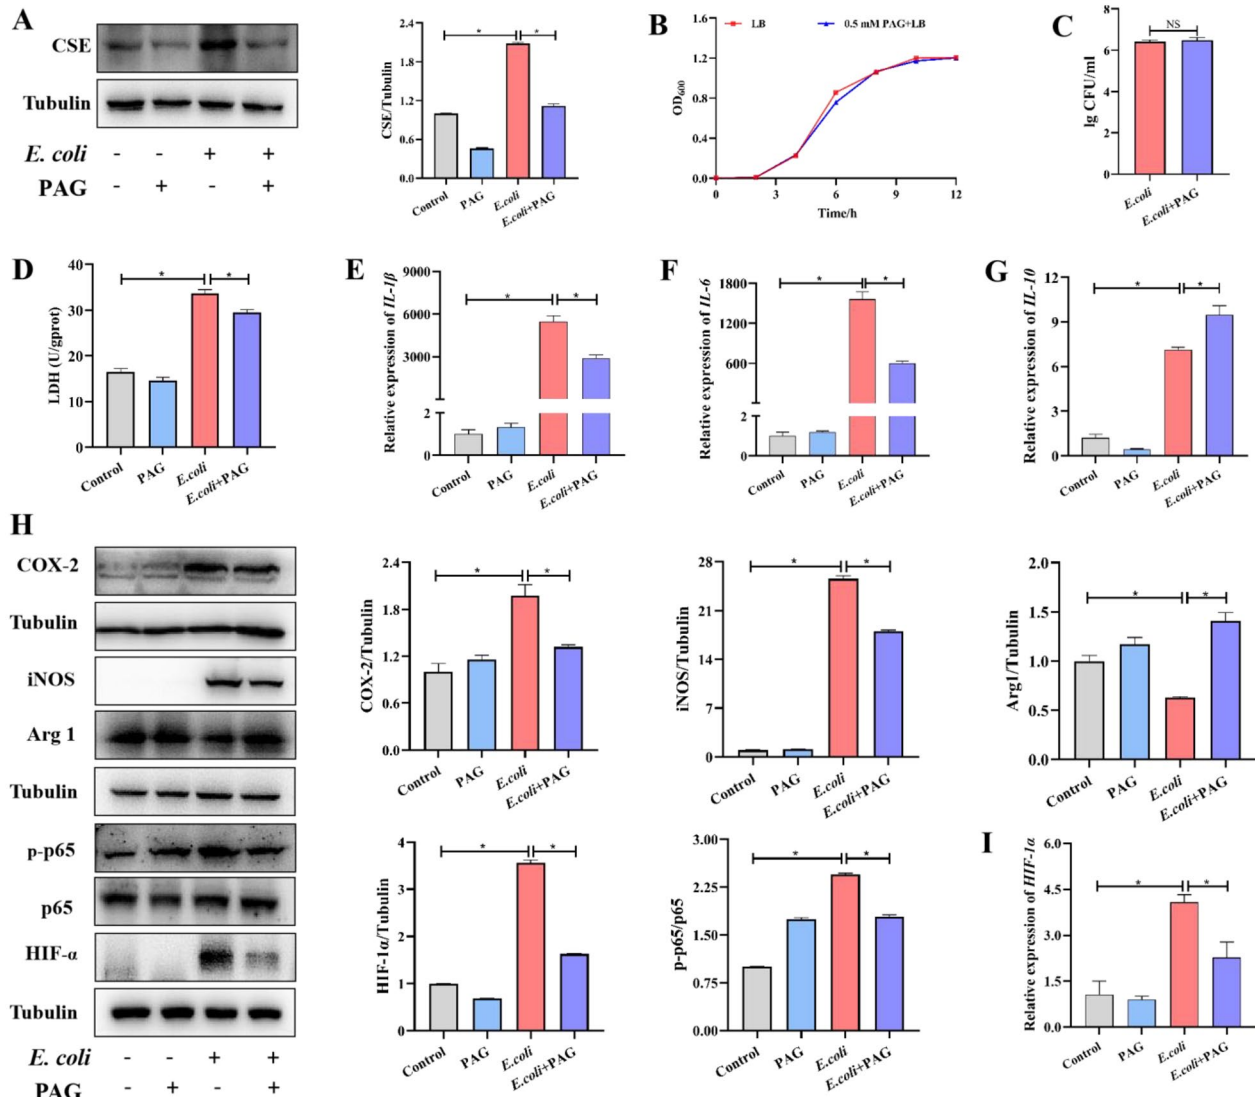 A
CSE
Tubulin
E. coli - - + +
PAG - + - +
CSE/Tubulin
2.4
1.8
1.2
0.6
0.0
* *
Control PAG E.coli E.coli+PAG
B
LB 0.5 mM PAG+LB
OD600
1.6
1.2
0.8
0.4
0.0
0 3 6 9 12
Time/h
C
lg CFU/ml
8
6
4
2
0
NS
E.coli E.coli+PAG
D
LDH (U/gprot)
40
30
20
10
0
* *
Control PAG E.coli E.coli+PAG
E
Relative expression of IL-1β
9000
6000
3000
2
0
* *
Control PAG E.coli E.coli+PAG
F
Relative expression of IL-6
1800
1200
600
2
0
* *
Control PAG E.coli E.coli+PAG
G
Relative expression of IL-10
12
9
6
3
0
* *
Control PAG E.coli E.coli+PAG
H
COX-2
Tubulin
iNOS
Arg 1
Tubulin
p-p65
p65
HIF-α
Tubulin
E. coli - - + +
PAG - + - +
COX-2/Tubulin
2.4
1.8
1.2
0.6
0.0
* *
Control PAG E.coli E.coli+PAG
iNOS/Tubulin
28
21
14
7
0
* *
Control PAG E.coli E.coli+PAG
Arg1/Tubulin
2.0
1.5
1.0
0.5
0.0
* *
Control PAG E.coli E.coli+PAG
HIF-1α/Tubulin
4
3
2
1
0
* *
Control PAG E.coli E.coli+PAG
p-p65/p65
3.00
2.25
1.50
0.75
0.00
* *
Control PAG E.coli E.coli+PAG
I
Relative expression of HIF-1α
6.0
4.5
3.0
1.5
0.0
* *
Control PAG E.coli E.coli+PAG